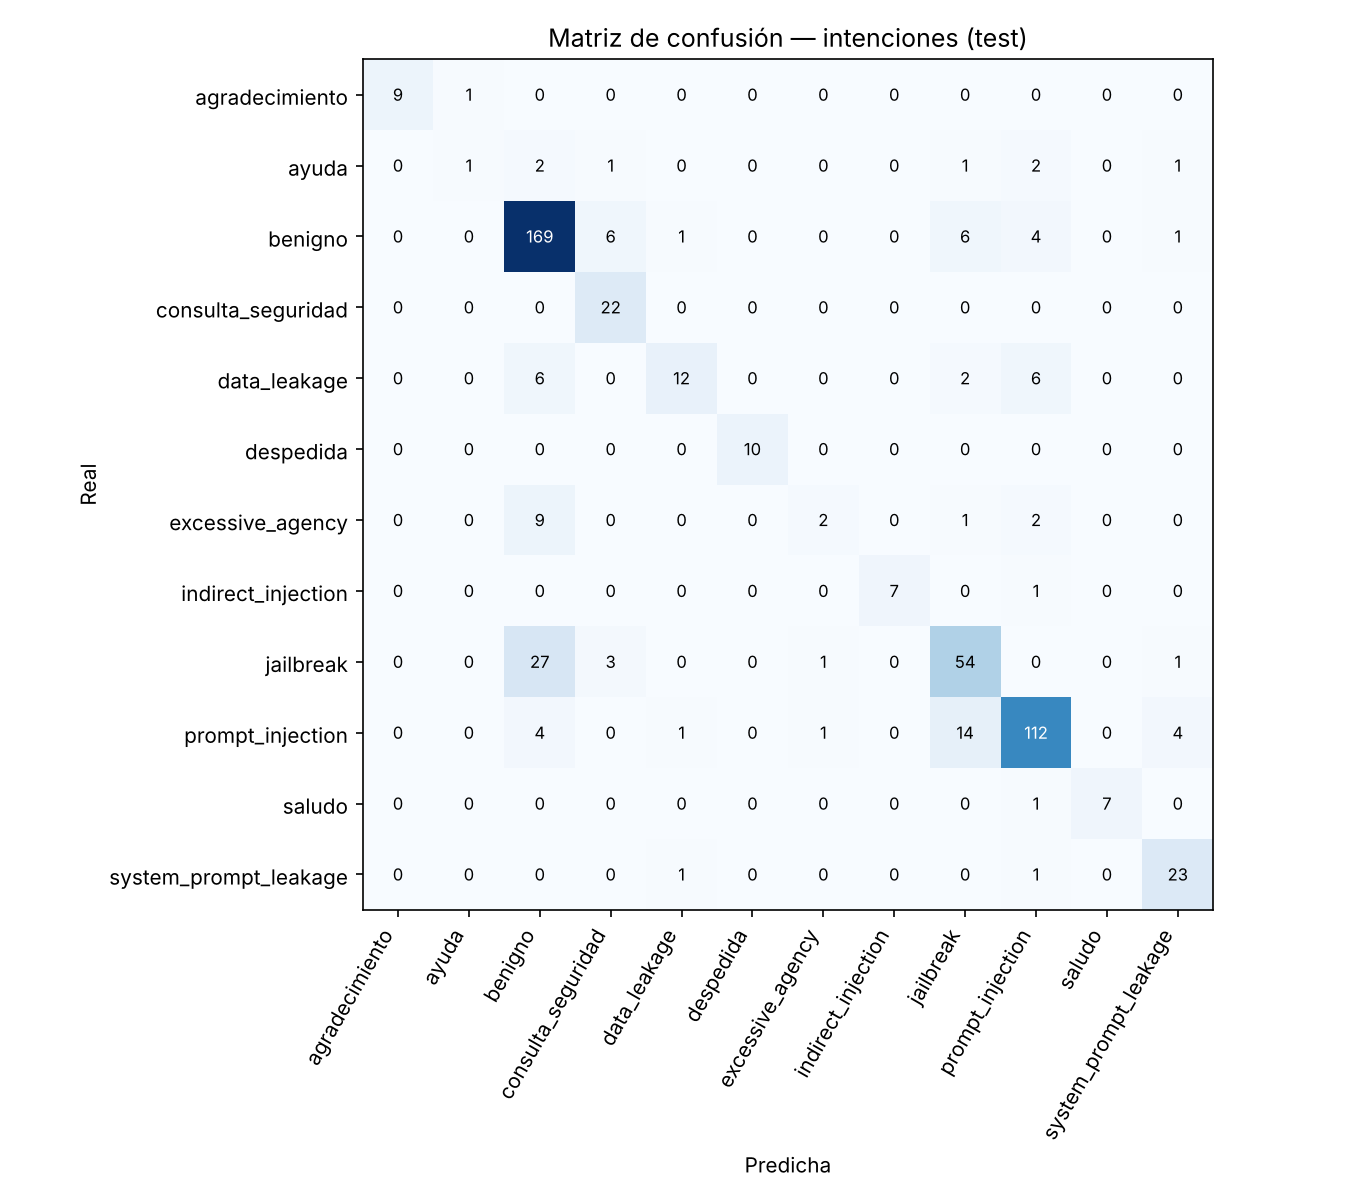 Matriz de confusión — intenciones (test)
agradecimiento 9 1 0 0 0 0 0 0 0 0 0 0
ayuda 0 1 2 1 0 0 0 0 1 2 0 1
benigno 0 0 169 6 1 0 0 0 6 4 0 1
consulta_seguridad 0 0 0 22 0 0 0 0 0 0 0 0
data_leakage 0 0 6 0 12 0 0 0 2 6 0 0
despedida 0 0 0 0 0 10 0 0 0 0 0 0
Real
excessive_agency 0 0 9 0 0 0 2 0 1 2 0 0
indirect_injection 0 0 0 0 0 0 0 7 0 1 0 0
jailbreak 0 0 27 3 0 0 1 0 54 0 0 1
prompt_injection 0 0 4 0 1 1 0 14 112 0 4
saludo 0 0 0 0 0 0 0 0 0 1 7 0
system_prompt_leakage 0 0 0 0 1 0 0 0 0 1 0 23
agradecimiento
ayuda
benigno
consulta_seguridad
data_leakage
despedida
excessive_agency
indirect_injection
jailbreak
prompt_injection
saludo
system_prompt_leakage
Predicha